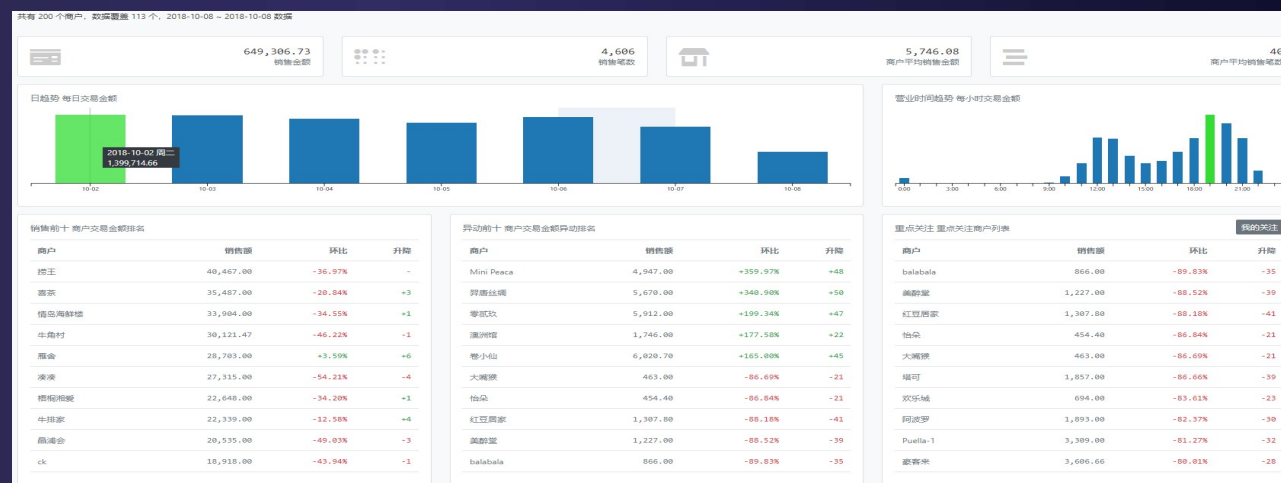 共有 200 个商户, 数据覆盖 113 个, 2018-10-08 ~ 2018-10-08 数据
649,306.73
销售金额
4,606
销售笔数
5,746.08
商户平均销售金额
40
商户平均销售笔数
日趋势 每日交易金额
2018-10-02 周二
1,399,714.66
10-02 10-03 10-04 10-05 10-06 10-07 10-08
营业时间趋势 每小时交易金额
0:00 3:00 6:00 9:00 12:00 15:00 18:00 21:00
销售前十 商户交易金额排名
商户 销售额 环比 升降
捞王 40,467.00 -36.97% -
喜茶 35,487.00 -20.84% +3
情岛海鲜楼 33,904.00 -34.55% +1
牛角村 30,121.47 -46.22% -1
雁舍 28,703.00 +3.59% +6
凑凑 27,315.00 -54.21% -4
梧桐相爱 22,648.00 -34.20% +1
牛排家 22,339.00 -12.58% +4
晶浦会 20,535.00 -49.03% -3
ck 18,918.00 -43.94% -1
异动前十 商户交易金额异动排名
商户 销售额 环比 升降
Mini Peaca 4,947.00 +359.97% +48
羿唐丝绸 5,670.00 +340.90% +50
零贰玖 5,912.00 +199.34% +47
澳洲馆 1,746.00 +177.58% +22
卷小仙 6,020.70 +165.00% +45
大嘴猴 463.00 -86.69% -21
怡朵 454.40 -86.84% -21
红豆居家 1,307.80 -88.18% -41
美醉堂 1,227.00 -88.52% -39
balabala 866.00 -89.83% -35
重点关注 重点关注商户列表
我的关注
商户 销售额 环比 升降
balabala 866.00 -89.83% -35
美醉堂 1,227.00 -88.52% -39
红豆居家 1,307.80 -88.18% -41
怡朵 454.40 -86.84% -21
大嘴猴 463.00 -86.69% -21
塔可 1,857.00 -86.66% -39
欢乐城 694.00 -83.61% -23
阿波罗 1,893.00 -82.37% -30
Puella-1 3,309.00 -81.27% -32
豪客来 3,606.66 -80.01% -28